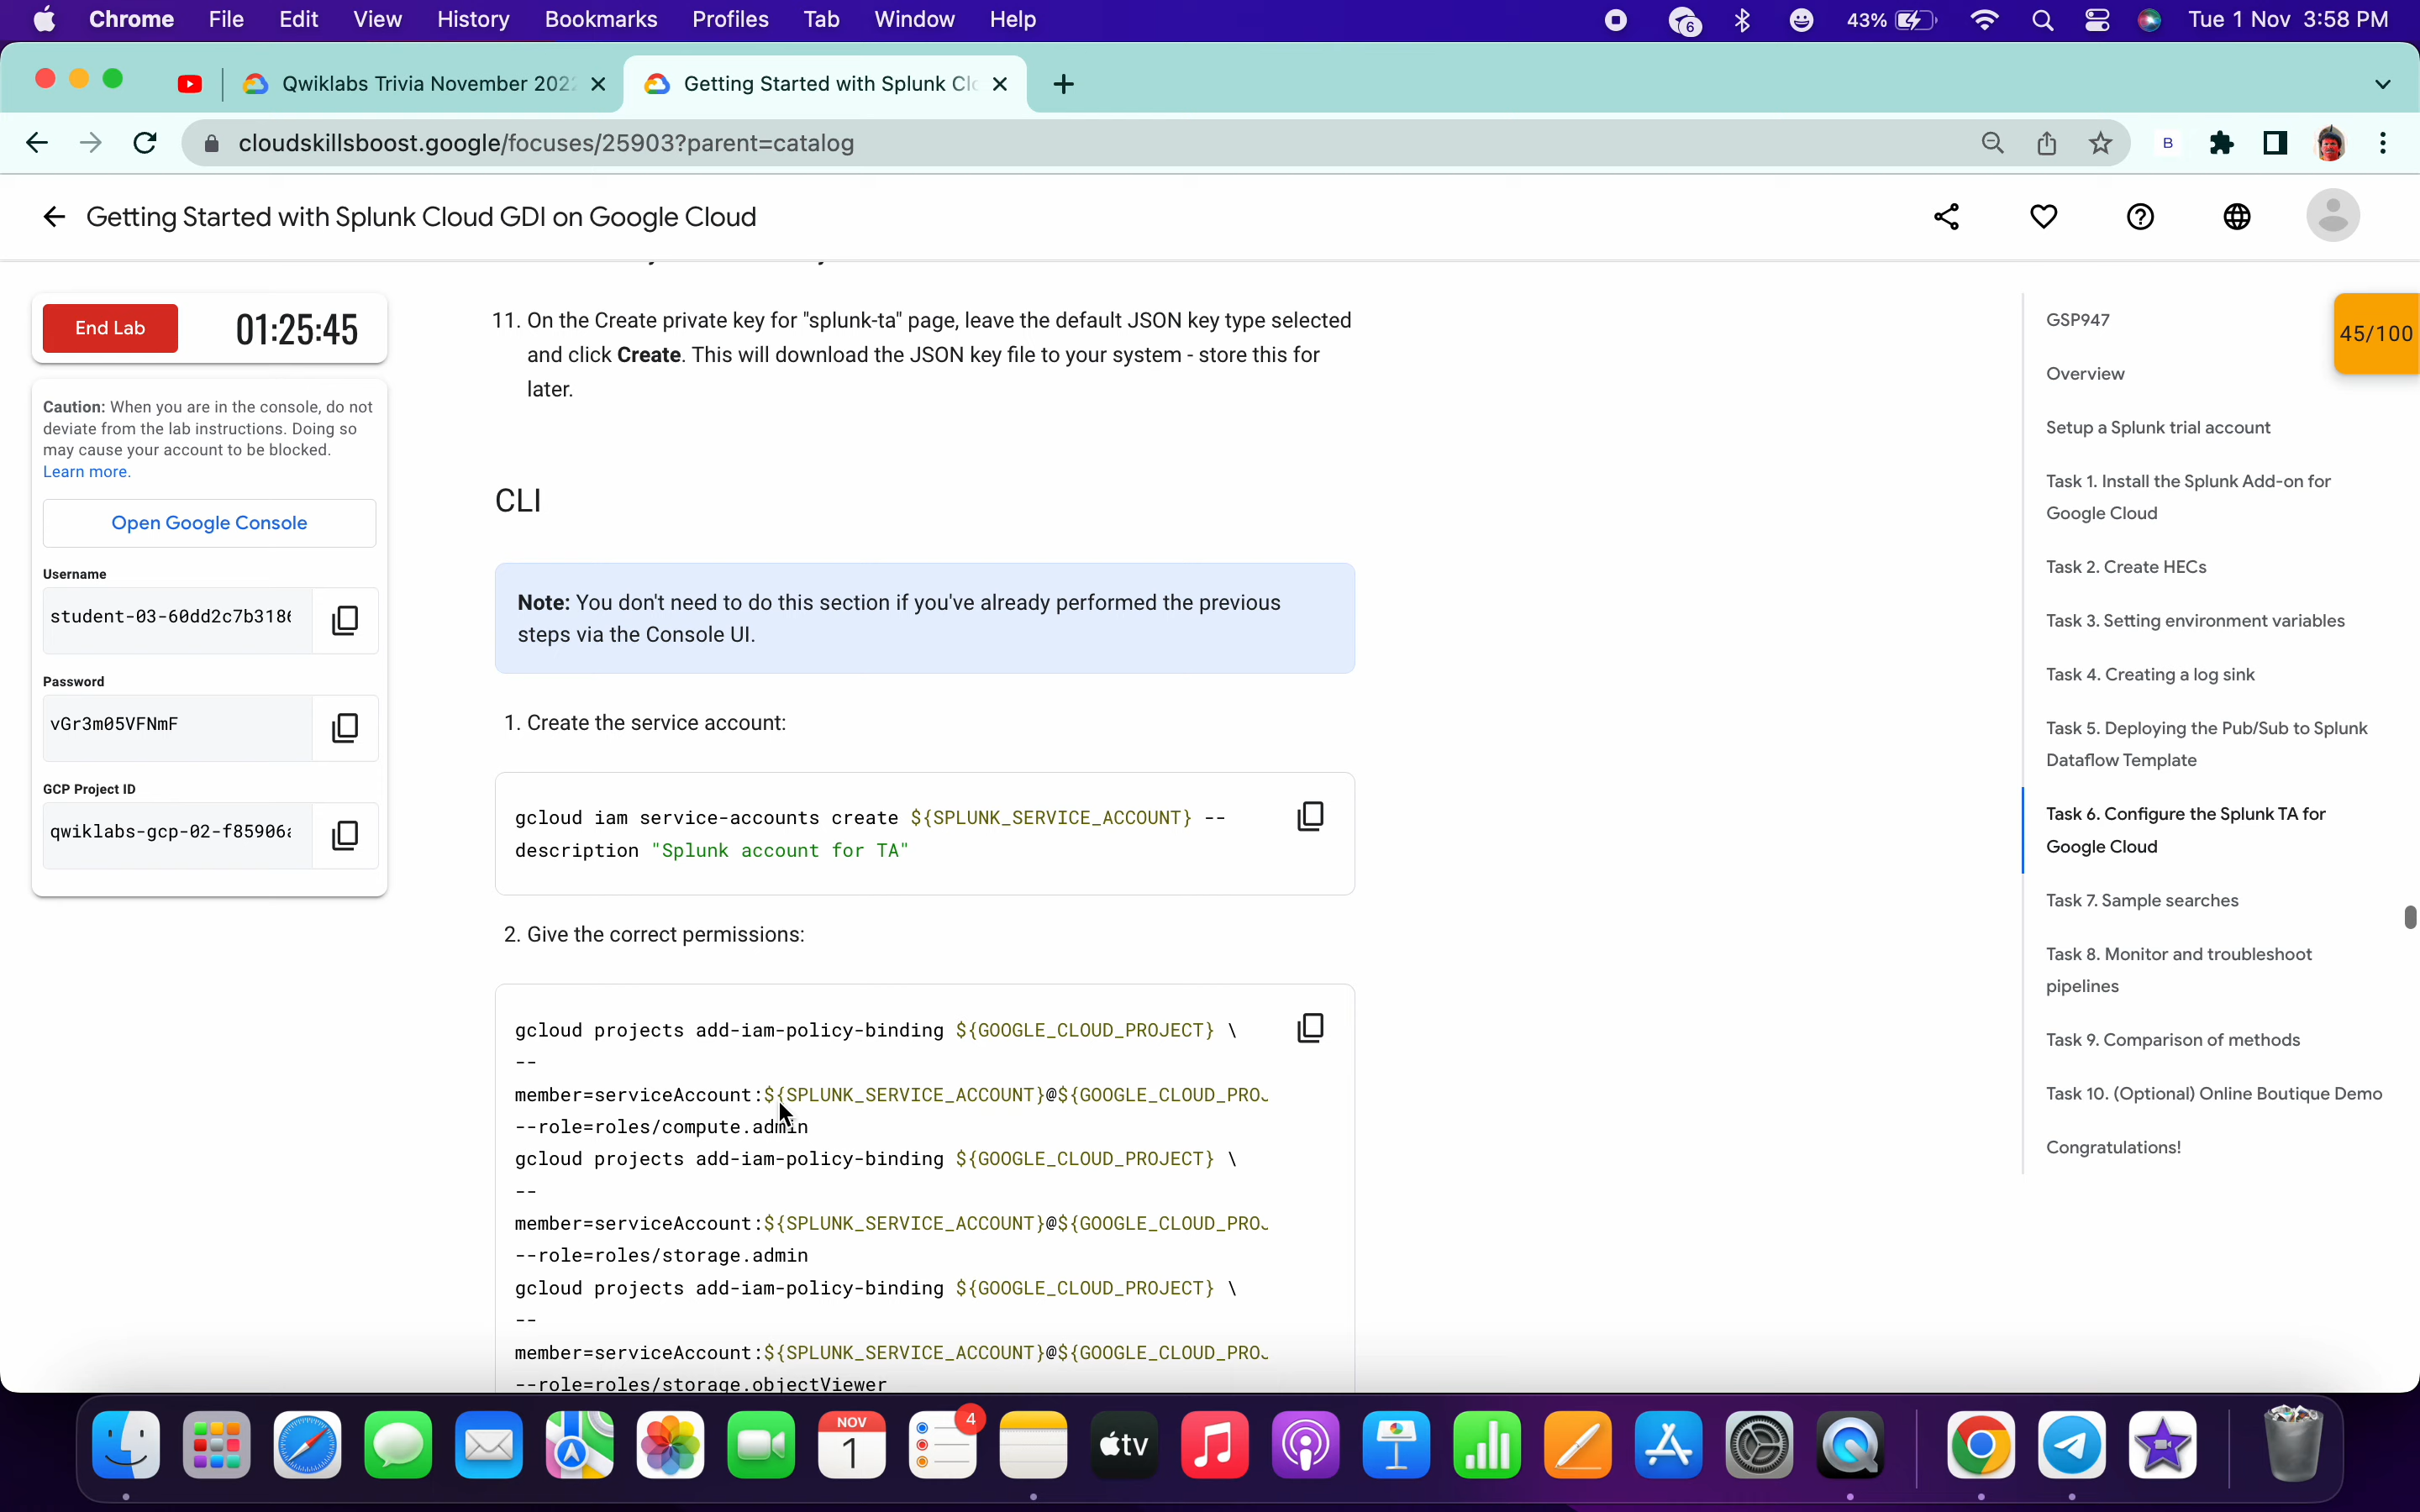 Chrome File Edit View History Bookmarks Profiles Tab Window Help 6 43% Tue 1 Nov 3:58 PM
Qwiklabs Trivia November 202 Getting Started with Splunk Clo
cloudskillsboost.google/focuses/25903?parent=catalog B
Getting Started with Splunk Cloud GDI on Google Cloud
End Lab 01:25:45
Caution: When you are in the console, do not
deviate from the lab instructions. Doing so
may cause your account to be blocked.
Learn more.
Open Google Console
Username
student-03-60dd2c7b318
Password
vGr3m05VFNmF
GCP Project ID
qwiklabs-gcp-02-f85906
11. On the Create private key for "splunk-ta" page, leave the default JSON key type selected
and click Create. This will download the JSON key file to your system - store this for
later.
CLI
Note: You don't need to do this section if you've already performed the previous
steps via the Console UI.
1. Create the service account:
gcloud iam service-accounts create ${SPLUNK_SERVICE_ACCOUNT} --
description "Splunk account for TA"
2. Give the correct permissions:
gcloud projects add-iam-policy-binding ${GOOGLE_CLOUD_PROJECT} \
--
member=serviceAccount:${SPLUNK_SERVICE_ACCOUNT}@${GOOGLE_CLOUD_PRO
--role=roles/compute.admin
gcloud projects add-iam-policy-binding ${GOOGLE_CLOUD_PROJECT} \
--
member=serviceAccount:${SPLUNK_SERVICE_ACCOUNT}@${GOOGLE_CLOUD_PRO
--role=roles/storage.admin
gcloud projects add-iam-policy-binding ${GOOGLE_CLOUD_PROJECT} \
--
member=serviceAccount:${SPLUNK_SERVICE_ACCOUNT}@${GOOGLE_CLOUD_PRO
--role=roles/storage.objectViewer
GSP947
45/100
Overview
Setup a Splunk trial account
Task 1. Install the Splunk Add-on for
Google Cloud
Task 2. Create HECs
Task 3. Setting environment variables
Task 4. Creating a log sink
Task 5. Deploying the Pub/Sub to Splunk
Dataflow Template
Task 6. Configure the Splunk TA for
Google Cloud
Task 7. Sample searches
Task 8. Monitor and troubleshoot
pipelines
Task 9. Comparison of methods
Task 10. (Optional) Online Boutique Demo
Congratulations!
NOV
1
4
tv